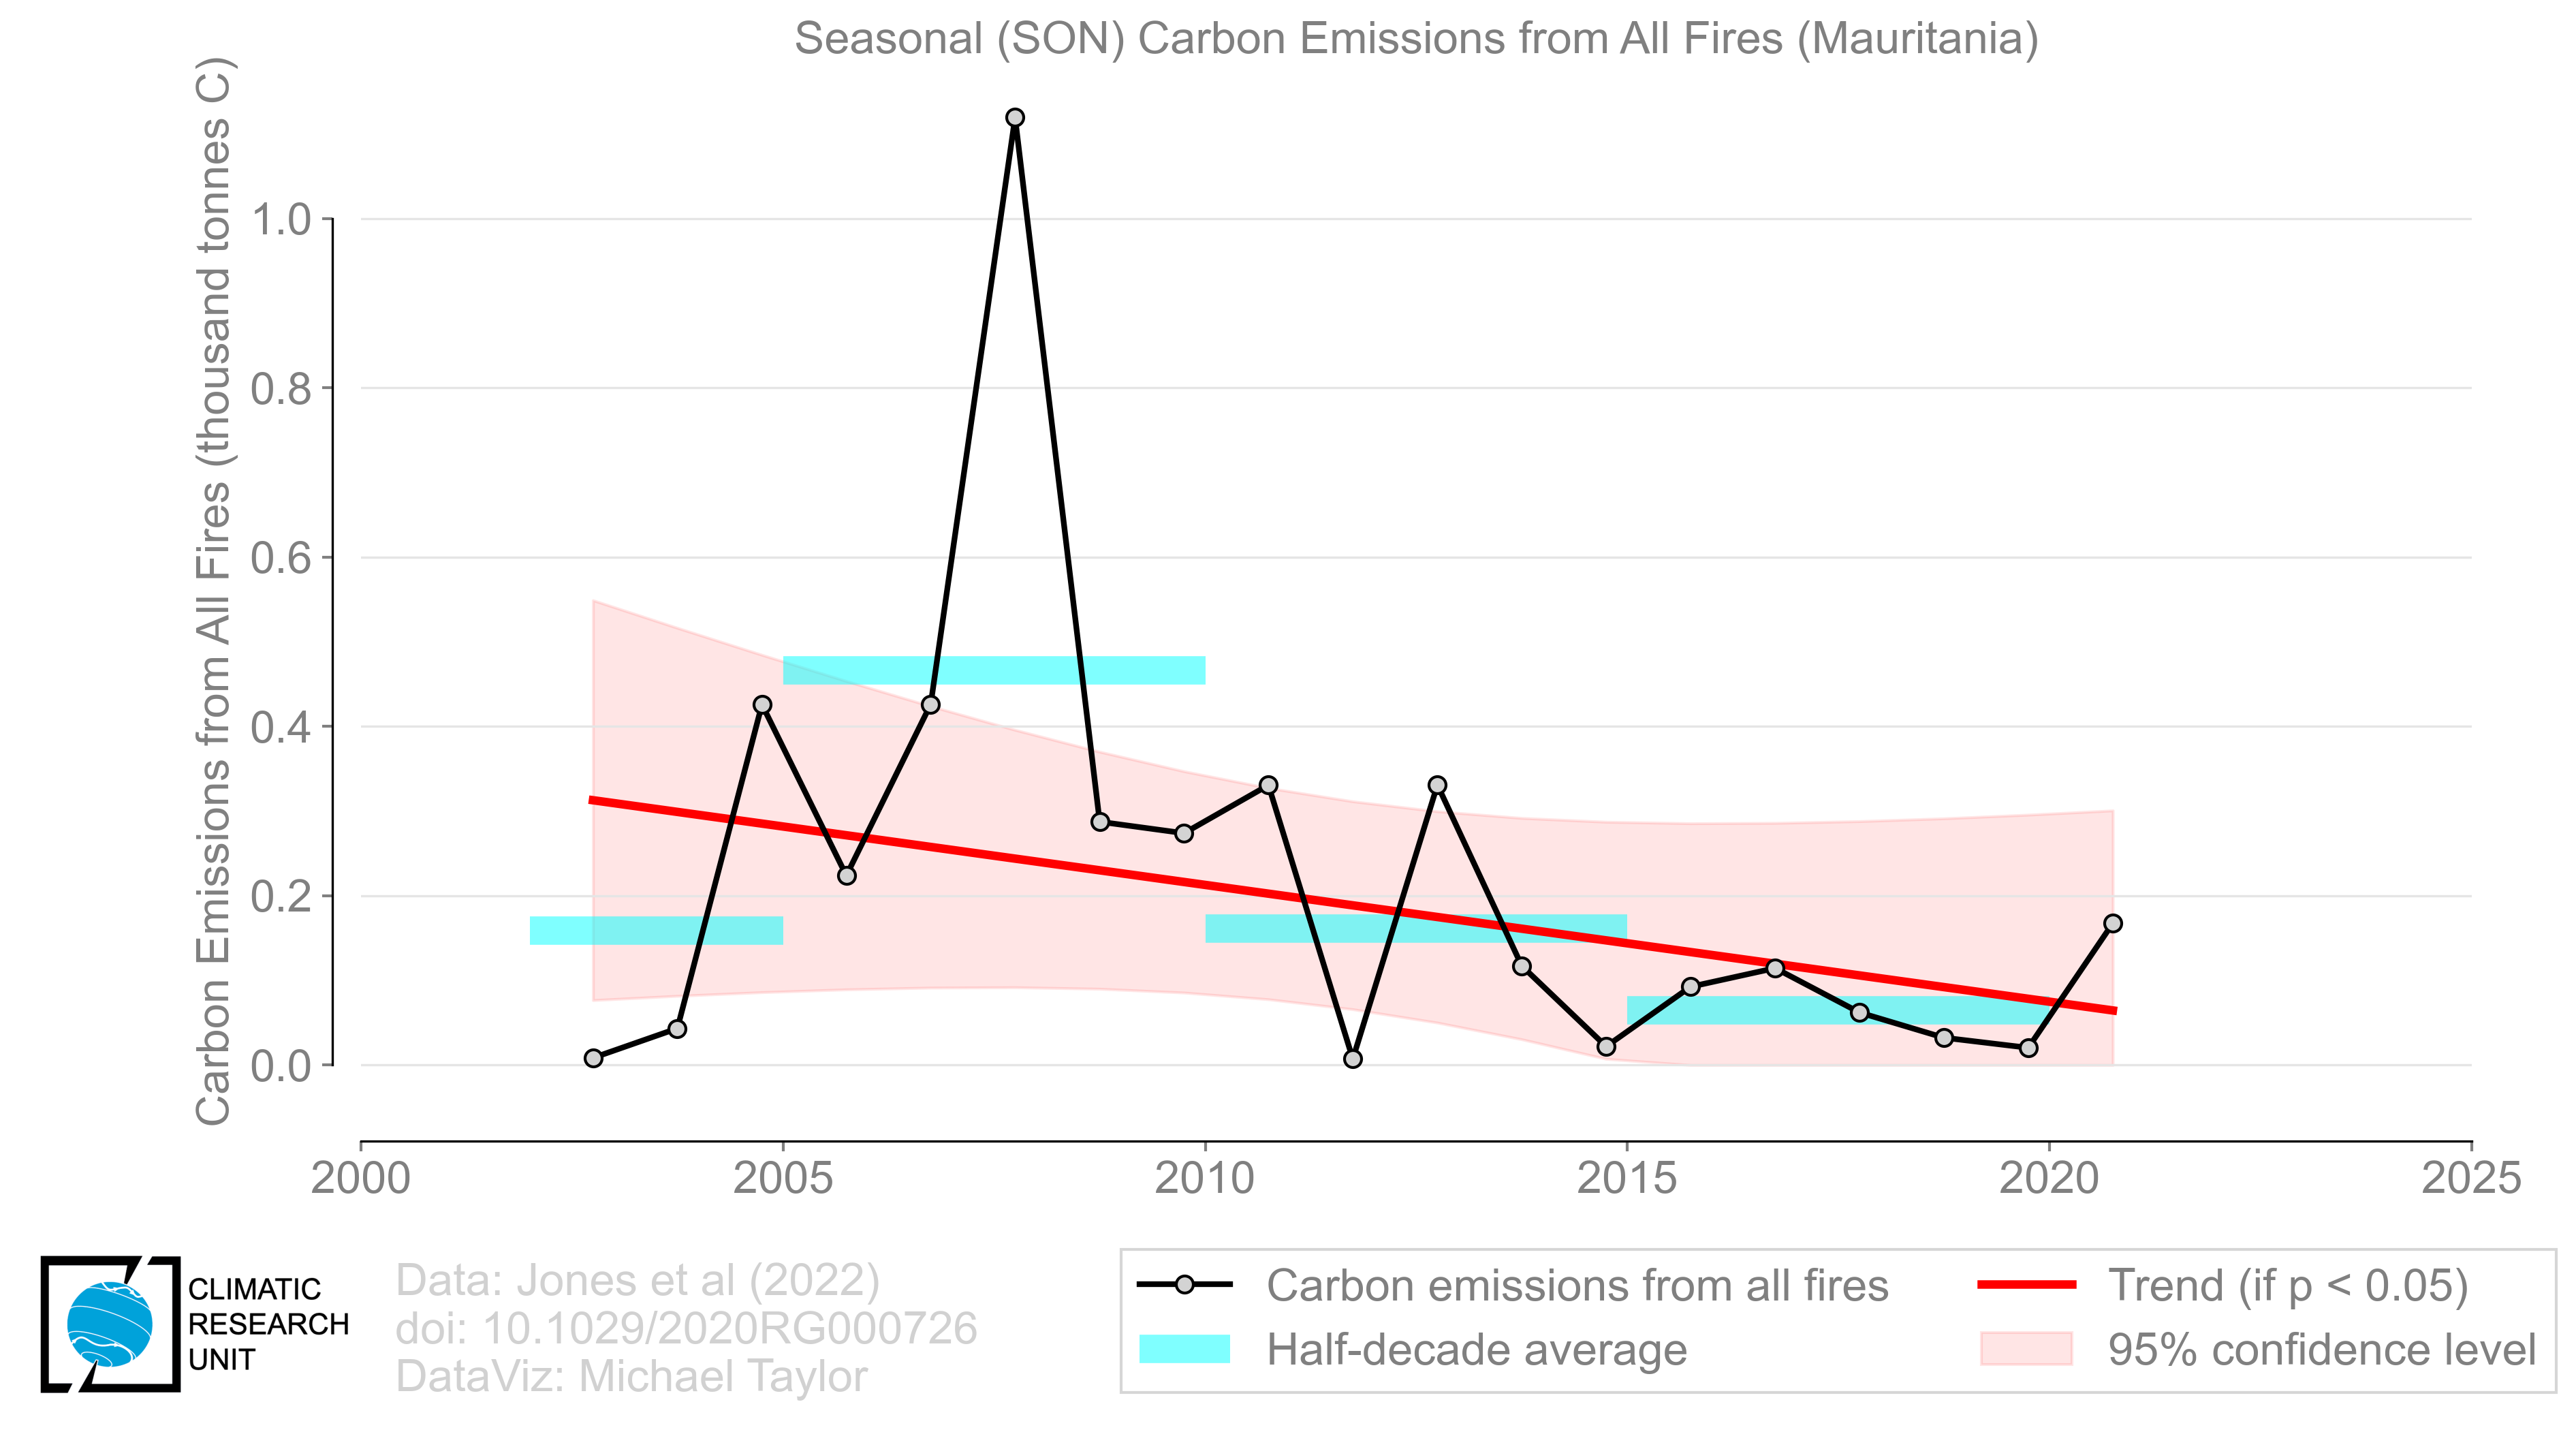 Seasonal (SON) Carbon Emissions from All Fires (Mauritania)
Carbon Emissions from All Fires (thousand tonnes C)
1.0
0.8
0.6
0.4
0.2
0.0
2000 2005 2010 2015 2020 2025
CLIMATIC
RESEARCH
UNIT
Data: Jones et al (2022)
doi: 10.1029/2020RG000726
DataViz: Michael Taylor
Carbon emissions from all fires
Half-decade average
Trend (if p < 0.05)
95% confidence level